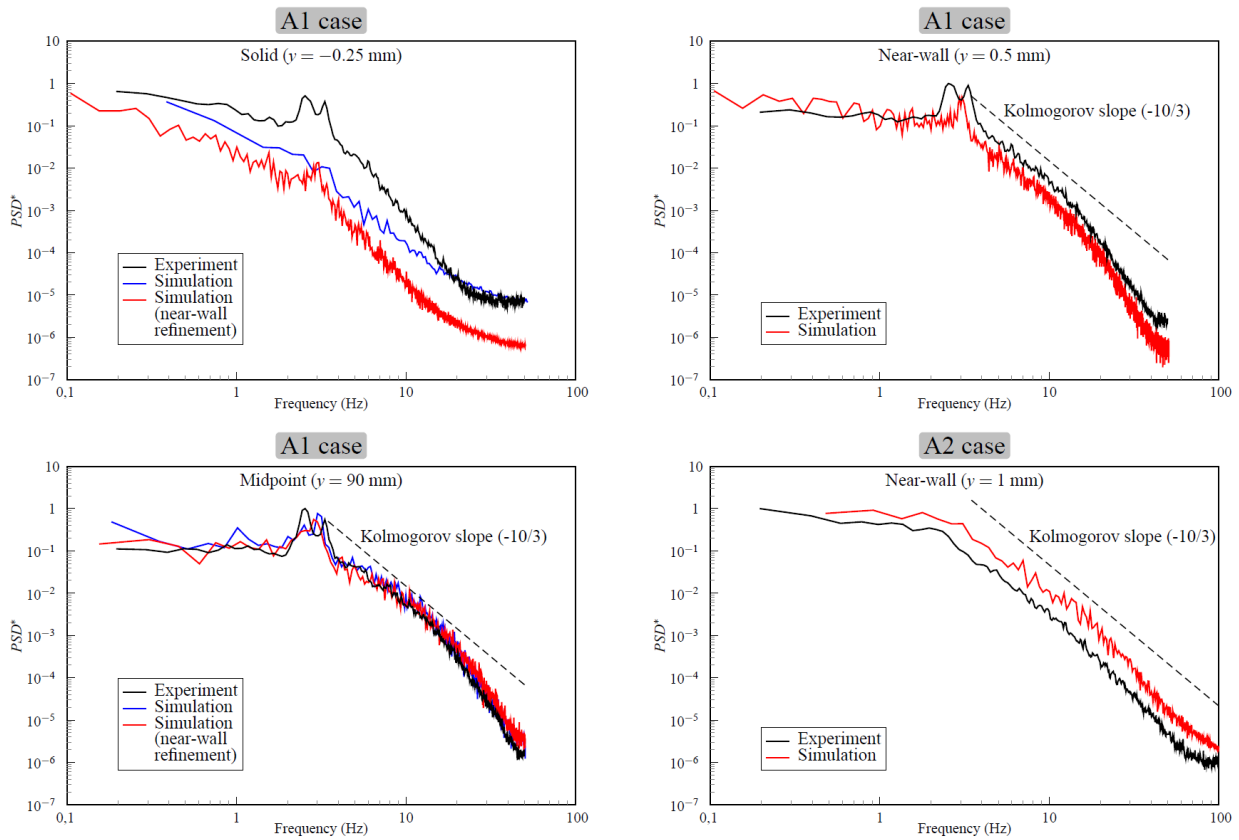 A1 case
Solid (y = −0.25 mm)
10
1
10⁻¹
10⁻²
10⁻³
10⁻⁴
10⁻⁵
10⁻⁶
10⁻⁷
PSD*
Experiment
Simulation
Simulation
(near-wall
refinement)
0,1 1 10 100
Frequency (Hz)
A1 case
Near-wall (y = 0.5 mm)
Kolmogorov slope (-10/3)
10
1
10⁻¹
10⁻²
10⁻³
10⁻⁴
10⁻⁵
10⁻⁶
10⁻⁷
PSD*
Experiment
Simulation
0,1 1 10 100
Frequency (Hz)
A1 case
Midpoint (y = 90 mm)
Kolmogorov slope (-10/3)
10
1
10⁻¹
10⁻²
10⁻³
10⁻⁴
10⁻⁵
10⁻⁶
10⁻⁷
PSD*
Experiment
Simulation
Simulation
(near-wall
refinement)
0,1 1 10 100
Frequency (Hz)
A2 case
Near-wall (y = 1 mm)
Kolmogorov slope (-10/3)
10
1
10⁻¹
10⁻²
10⁻³
10⁻⁴
10⁻⁵
10⁻⁶
10⁻⁷
PSD*
Experiment
Simulation
0,1 1 10 100
Frequency (Hz)